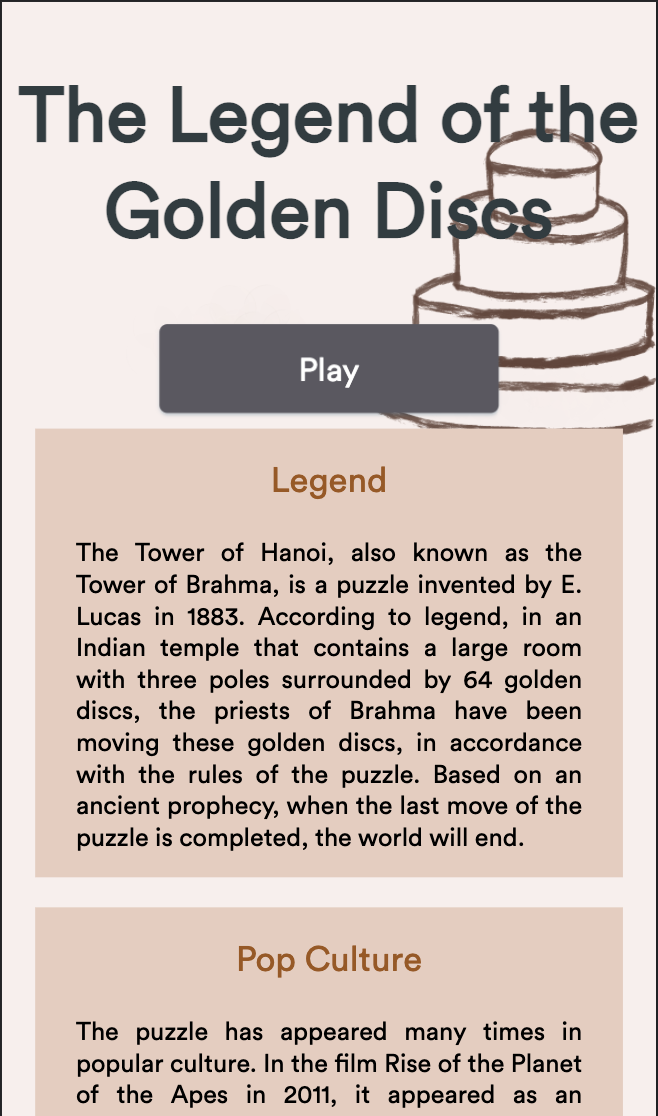 The Legend of the
Golden Discs
Play
Legend
The Tower of Hanoi, also known as the
Tower of Brahma, is a puzzle invented by E.
Lucas in 1883. According to legend, in an
Indian temple that contains a large room
with three poles surrounded by 64 golden
discs, the priests of Brahma have been
moving these golden discs, in accordance
with the rules of the puzzle. Based on an
ancient prophecy, when the last move of the
puzzle is completed, the world will end.
Pop Culture
The puzzle has appeared many times in
popular culture. In the film Rise of the Planet
of the Apes in 2011, it appeared as an